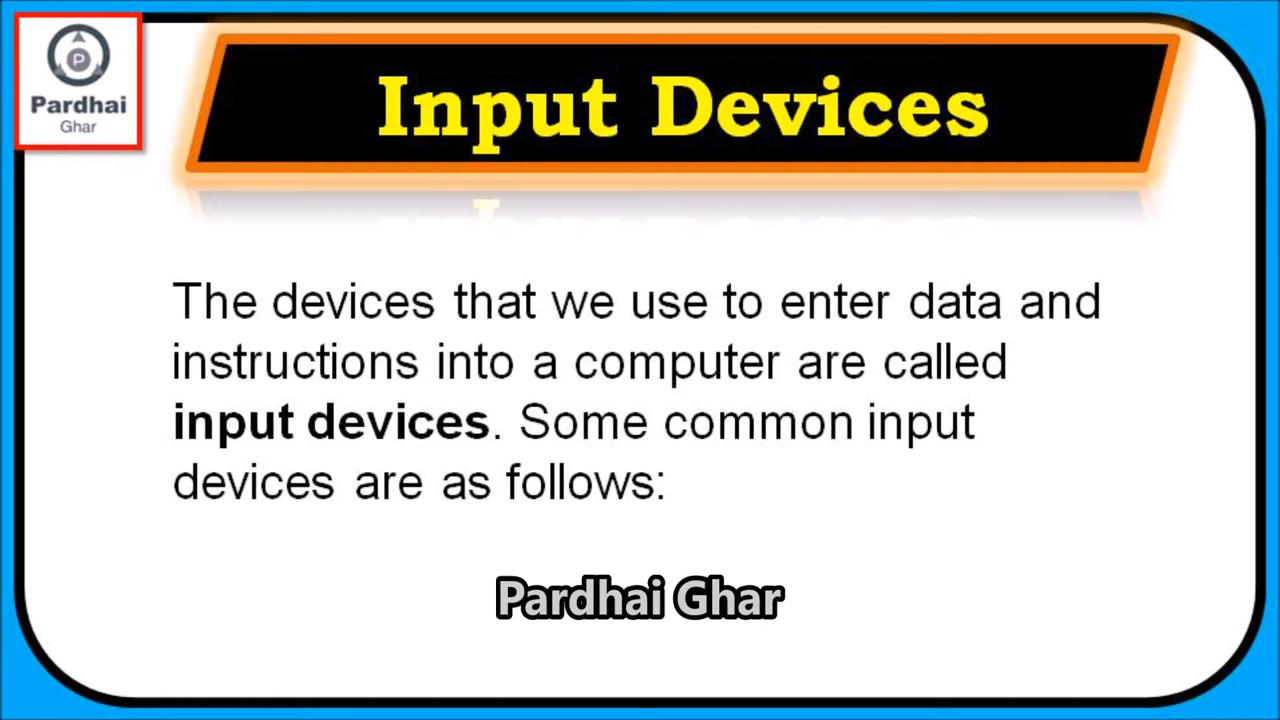 P
Pardhai
Ghar
Input Devices
The devices that we use to enter data and
instructions into a computer are called
input devices. Some common input
devices are as follows:
Pardhai Ghar